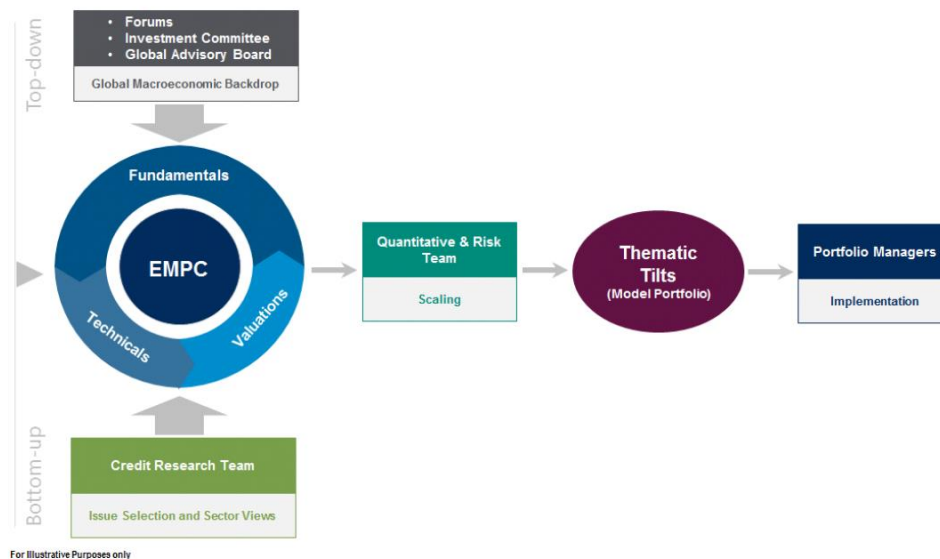 Top-down
• Forums
• Investment Committee
• Global Advisory Board
Global Macroeconomic Backdrop
Fundamentals
EMPC
Technicals
Valuations
Quantitative & Risk
Team
Scaling
Thematic
Tilts
(Model Portfolio)
Portfolio Managers
Implementation
Bottom-up
Credit Research Team
Issue Selection and Sector Views
For Illustrative Purposes only